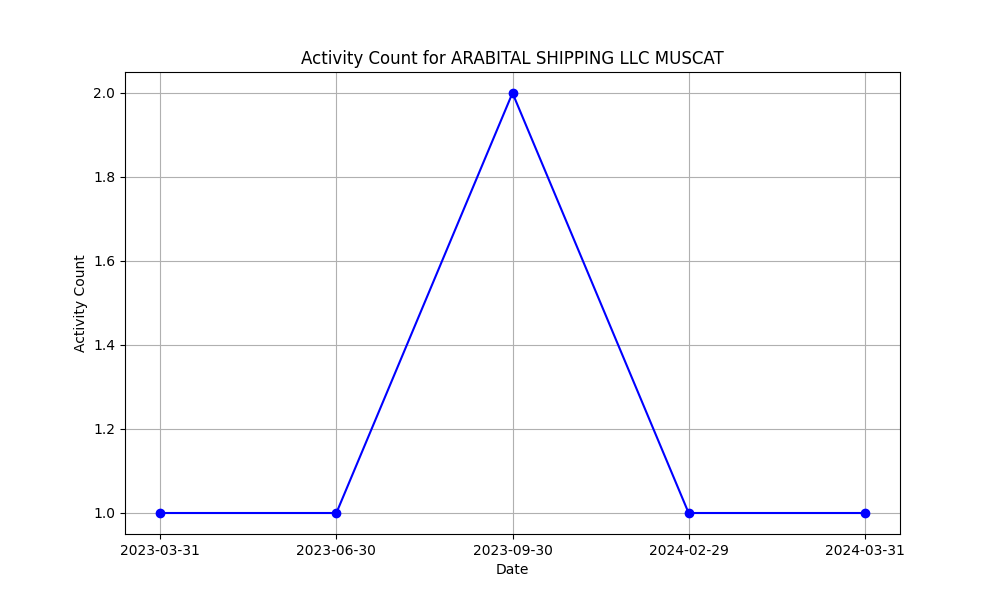 Activity Count for ARABITAL SHIPPING LLC MUSCAT
Activity Count
2.0
1.8
1.6
1.4
1.2
1.0
2023-03-31 2023-06-30 2023-09-30 2024-02-29 2024-03-31
Date